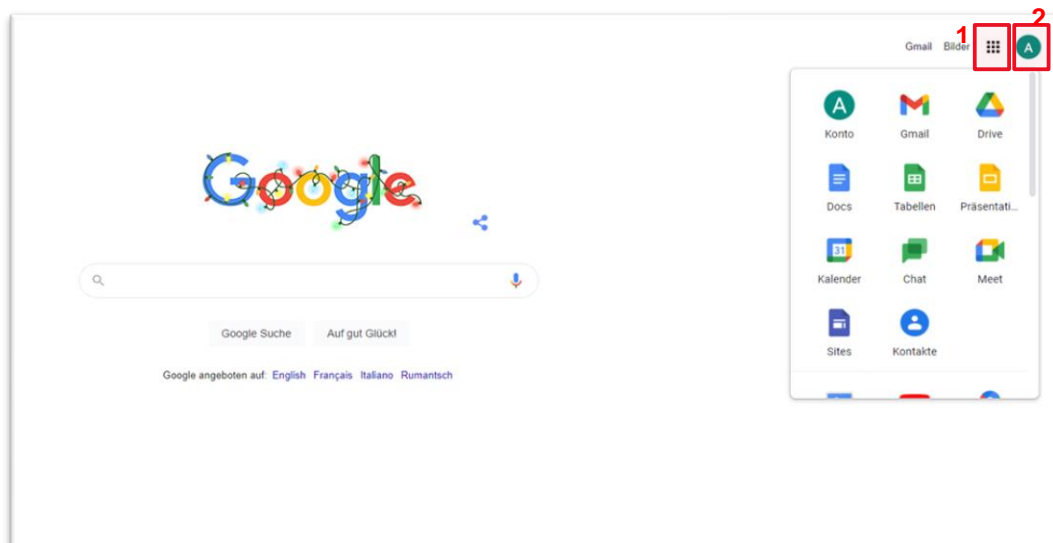 2
1
Gmail Bilder
A
A
Konto Gmail Drive
Docs Tabellen Präsentati...
31
Kalender Chat Meet
Sites Kontakte
Google
Google Suche Auf gut Glück!
Google angeboten auf: English Français Italiano Rumantsch